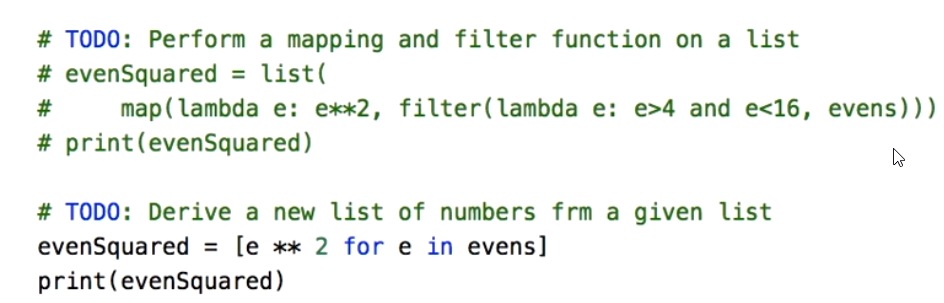 # TODO: Perform a mapping and filter function on a list
# evenSquared = list(
#     map(lambda e: e**2, filter(lambda e: e>4 and e<16, evens)))
# print(evenSquared)
# TODO: Derive a new list of numbers frm a given list
evenSquared = [e ** 2 for e in evens]
print(evenSquared)